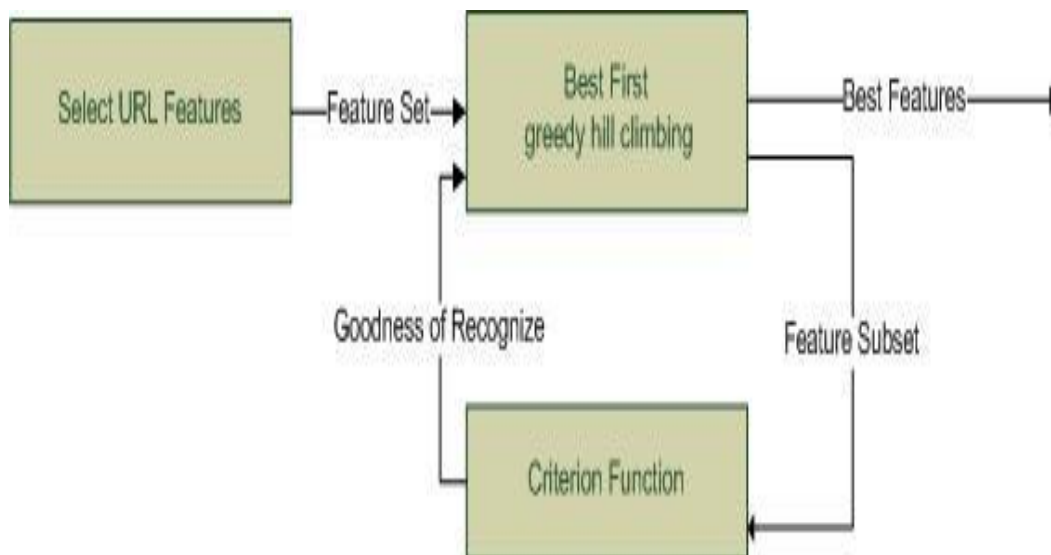 Select URL Features
Feature Set
Best First
greedy hill climbing
Best Features
Goodness of Recognize
Feature Subset
Criterion Function